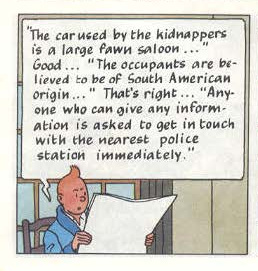 "The car used by the kidnappers
is a large fawn saloon..."
Good... "The occupants are be-
lieved to be of South American
origin..." That's right... "Any-
one who can give any inform-
ation is asked to get in touch
with the nearest police
station immediately."